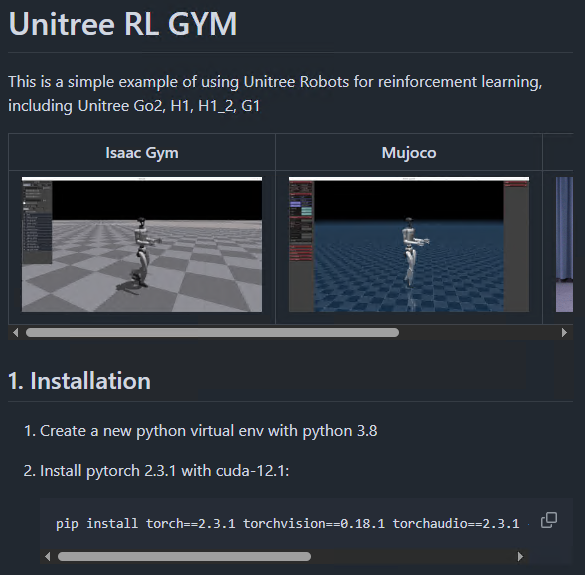 Unitree RL GYM
This is a simple example of using Unitree Robots for reinforcement learning,
including Unitree Go2, H1, H1_2, G1
Isaac Gym
Mujoco
1. Installation
1. Create a new python virtual env with python 3.8
2. Install pytorch 2.3.1 with cuda-12.1:
pip install torch==2.3.1 torchvision==0.18.1 torchaudio==2.3.1